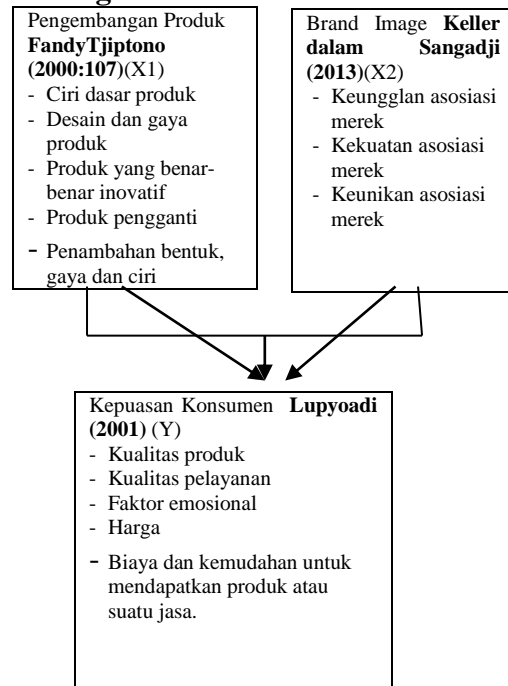 Pengembangan Produk
FandyTjiptono
(2000:107)(X1)
- Ciri dasar produk
- Desain dan gaya
produk
- Produk yang benar-
benar inovatif
- Produk pengganti
- Penambahan bentuk,
gaya dan ciri
Brand Image Keller
dalam Sangadji
(2013)(X2)
- Keungglan asosiasi
merek
- Kekuatan asosiasi
merek
- Keunikan asosiasi
merek
Kepuasan Konsumen Lupyoadi
(2001) (Y)
- Kualitas produk
- Kualitas pelayanan
- Faktor emosional
- Harga
- Biaya dan kemudahan untuk
mendapatkan produk atau
suatu jasa.